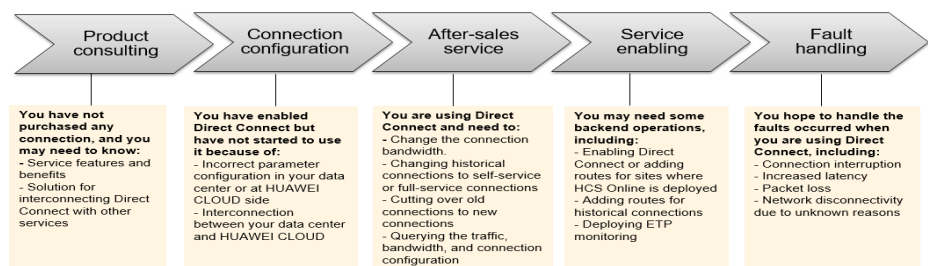 Product
consulting
Connection
configuration
After-sales
service
Service
enabling
Fault
handling
You have not
purchased any
connection, and you
may need to know:
- Service features and
benefits
- Solution for
interconnecting Direct
Connect with other
services
You have enabled
Direct Connect but
have not started to use
it because of:
- Incorrect parameter
configuration in your data
center or at HUAWEI
CLOUD side
- Interconnection
between your data center
and HUAWEI CLOUD
You are using Direct
Connect and need to:
- Change the connection
bandwidth.
- Changing historical
connections to self-service
or full-service connections
- Cutting over old
connections to new
connections
- Querying the traffic,
bandwidth, and connection
configuration
You may need some
backend operations,
including:
- Enabling Direct
Connect or adding
routes for sites where
HCS Online is deployed
- Adding routes for
historical connections
- Deploying ETP
monitoring
You hope to handle the
faults occurred when
you are using Direct
Connect, including:
- Connection interruption
- Increased latency
- Packet loss
- Network disconnectivity
due to unknown reasons